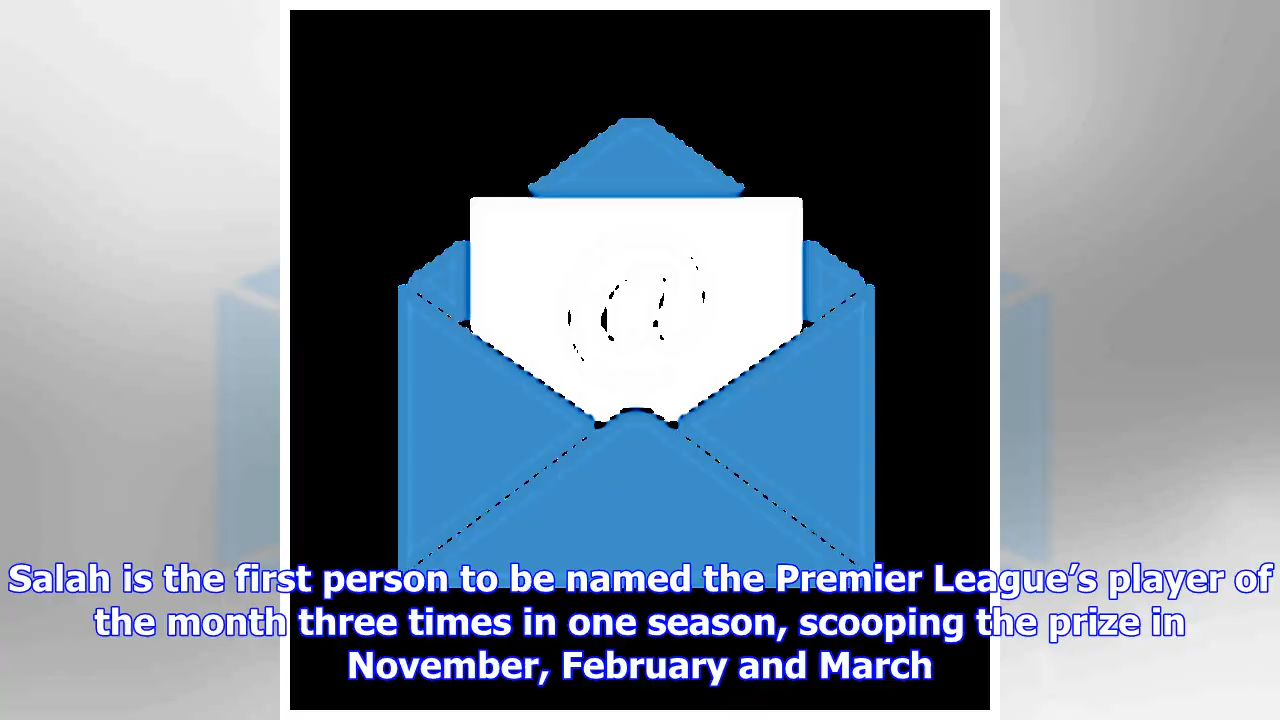 @
Salah is the first person to be named the Premier League’s player of
the month three times in one season, scooping the prize in
November, February and March